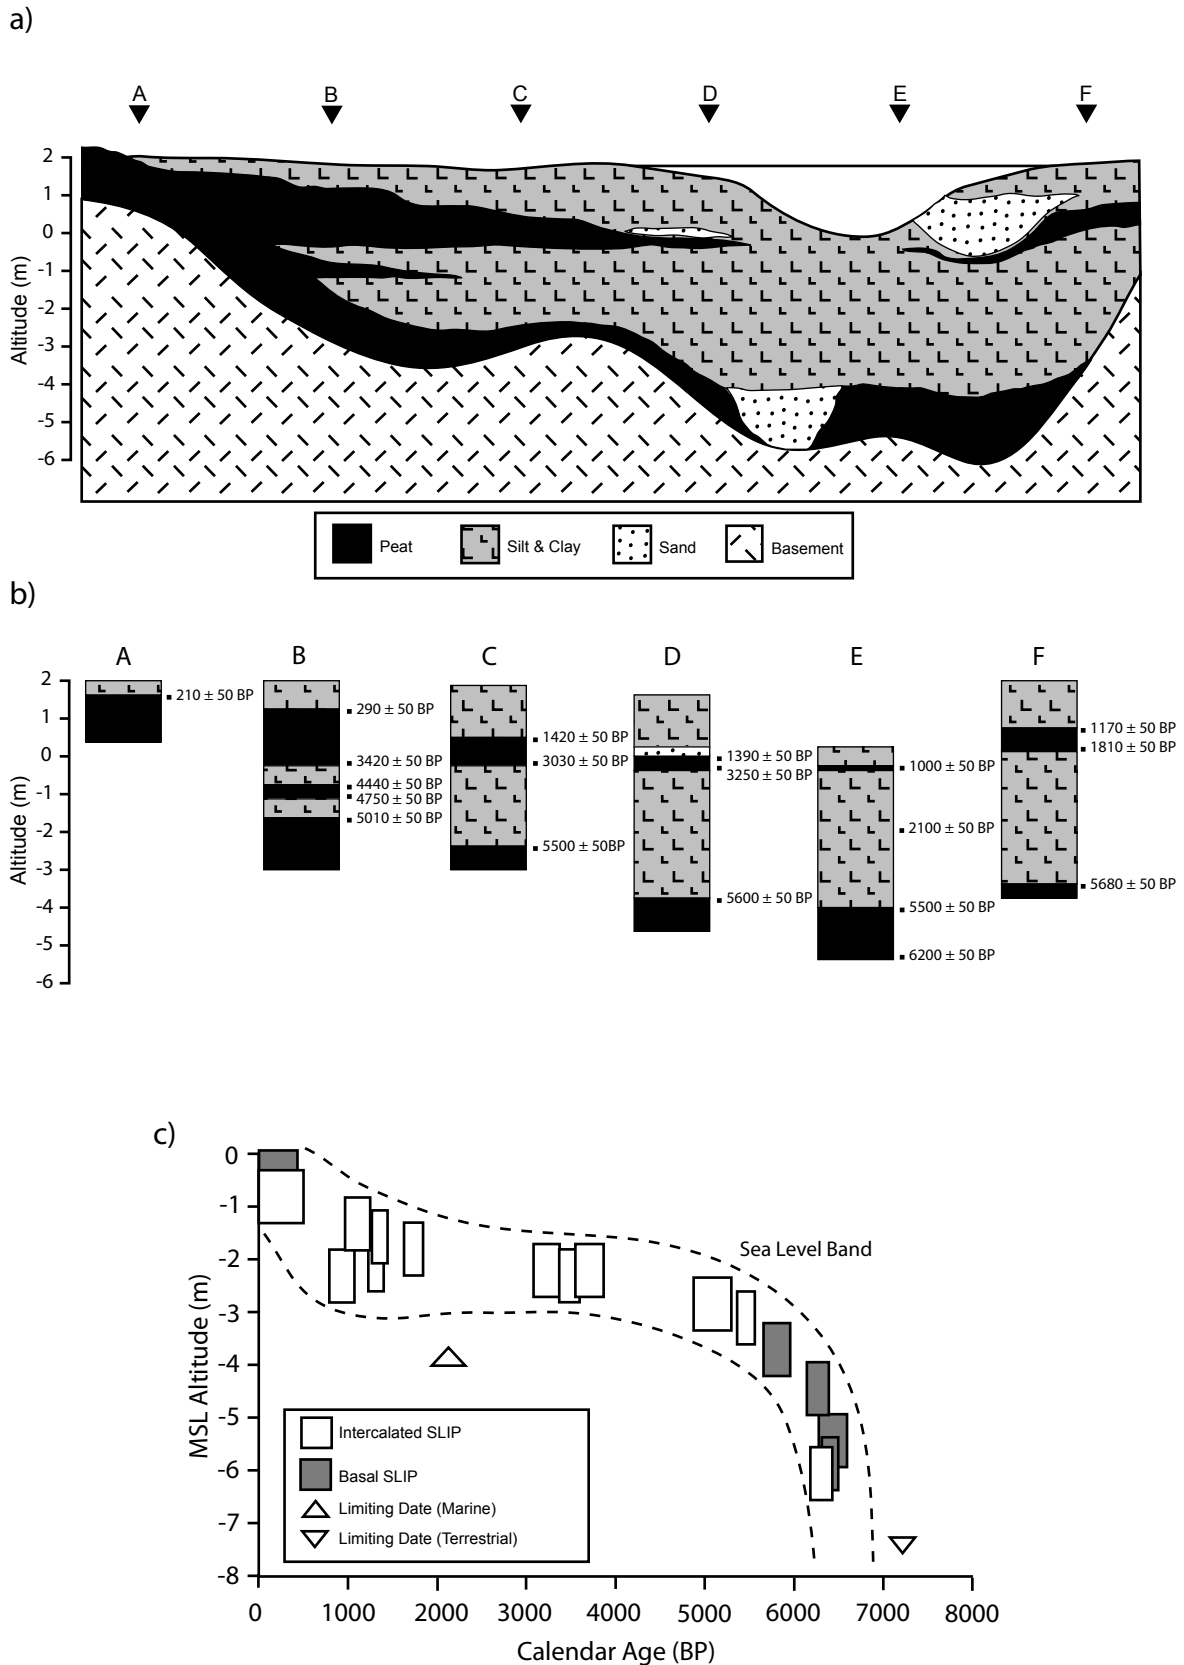 a)
A B C D E F
2
1
0
-1
-2
-3
-4
-5
-6
Altitude (m)
Peat Silt & Clay Sand Basement
b)
A B C D E F
2
1
0
-1
-2
-3
-4
-5
-6
Altitude (m)
210 ± 50 BP
290 ± 50 BP
3420 ± 50 BP
4440 ± 50 BP
4750 ± 50 BP
5010 ± 50 BP
1420 ± 50 BP
3030 ± 50 BP
5500 ± 50BP
1390 ± 50 BP
3250 ± 50 BP
5600 ± 50 BP
1000 ± 50 BP
2100 ± 50 BP
5500 ± 50 BP
6200 ± 50 BP
1170 ± 50 BP
1810 ± 50 BP
5680 ± 50 BP
c)
0
-1
-2
-3
-4
-5
-6
-7
-8
MSL Altitude (m)
Sea Level Band
Intercalated SLIP
Basal SLIP
Limiting Date (Marine)
Limiting Date (Terrestrial)
0 1000 2000 3000 4000 5000 6000 7000 8000
Calendar Age (BP)